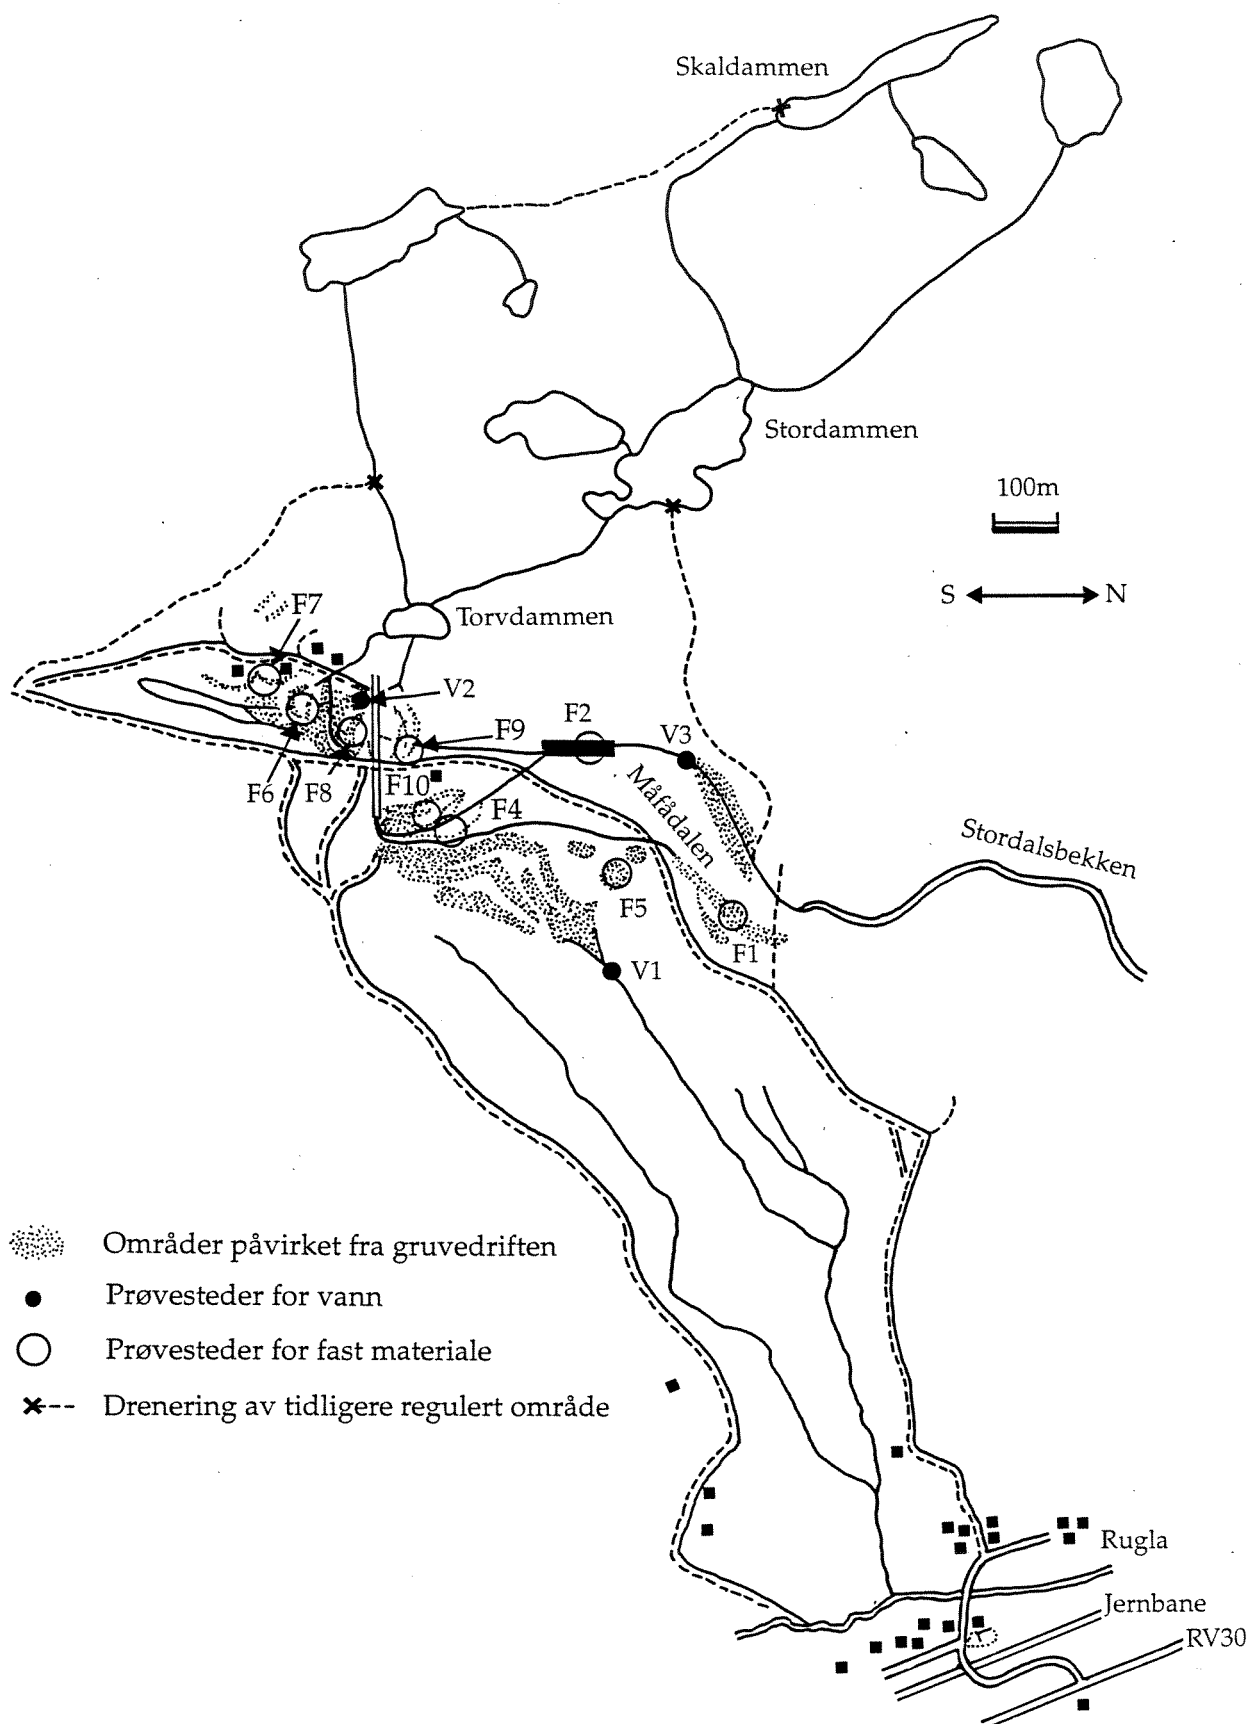 Skaldammen
Stordammen
100m
S N
F7
Torvdammen
V2
F9
F2
V3
F6
F8
F10
F4
Måfådalen
Stordalsbekken
F5
F1
V1
Områder påvirket fra gruvedriften
Prøvesteder for vann
Prøvesteder for fast materiale
Drenering av tidligere regulert område
Rugla
Jernbane
RV30